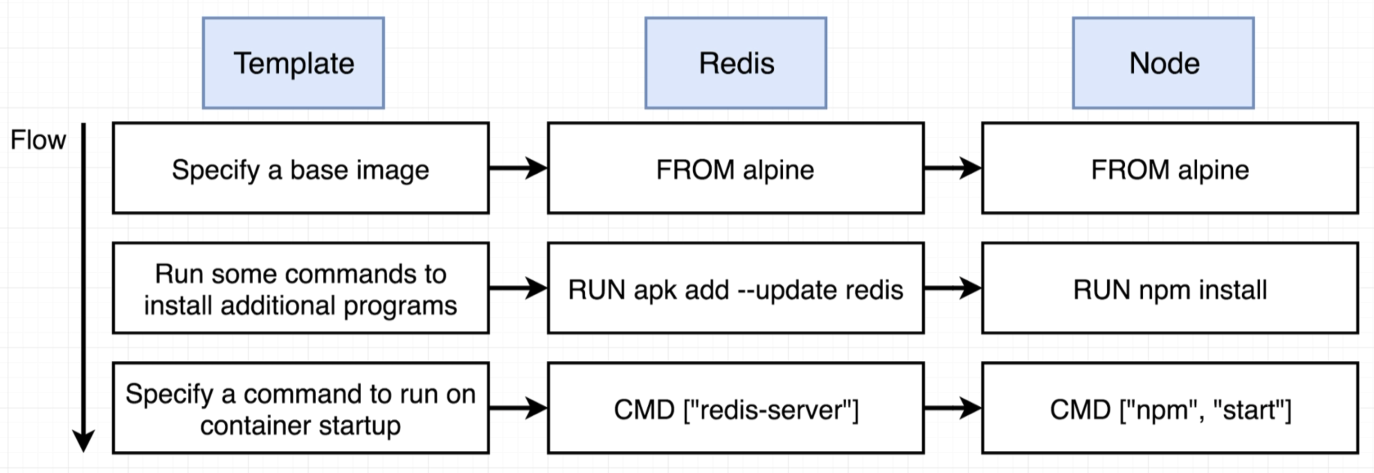 Template
Redis
Node
Flow
Specify a base image
FROM alpine
FROM alpine
Run some commands to
install additional programs
RUN apk add --update redis
RUN npm install
Specify a command to run on
container startup
CMD ["redis-server"]
CMD ["npm", "start"]